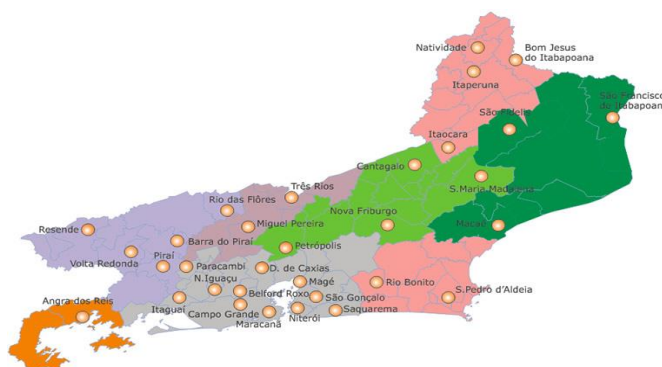 Natividade
Bom Jesus
do Itabapoana
Itaperuna
São Francisco
de Itabapoana
São Fidelis
Itaocara
Cantagalo
Três Rios
S.Maria Madalena
Rio das Flôres
Nova Friburgo
Miguel Pereira
Macaé
Resende
Barra do Piraí
Petrópolis
Volta Redonda
Piraí
Paracambi
D. de Caxias
N.Iguaçu
Magé
Rio Bonito
Belford Roxo
São Gonçalo
S.Pedro d'Aldeia
Angra dos Reis
Itaguaí
Campo Grande
Niterói
Saquarema
Maracanã